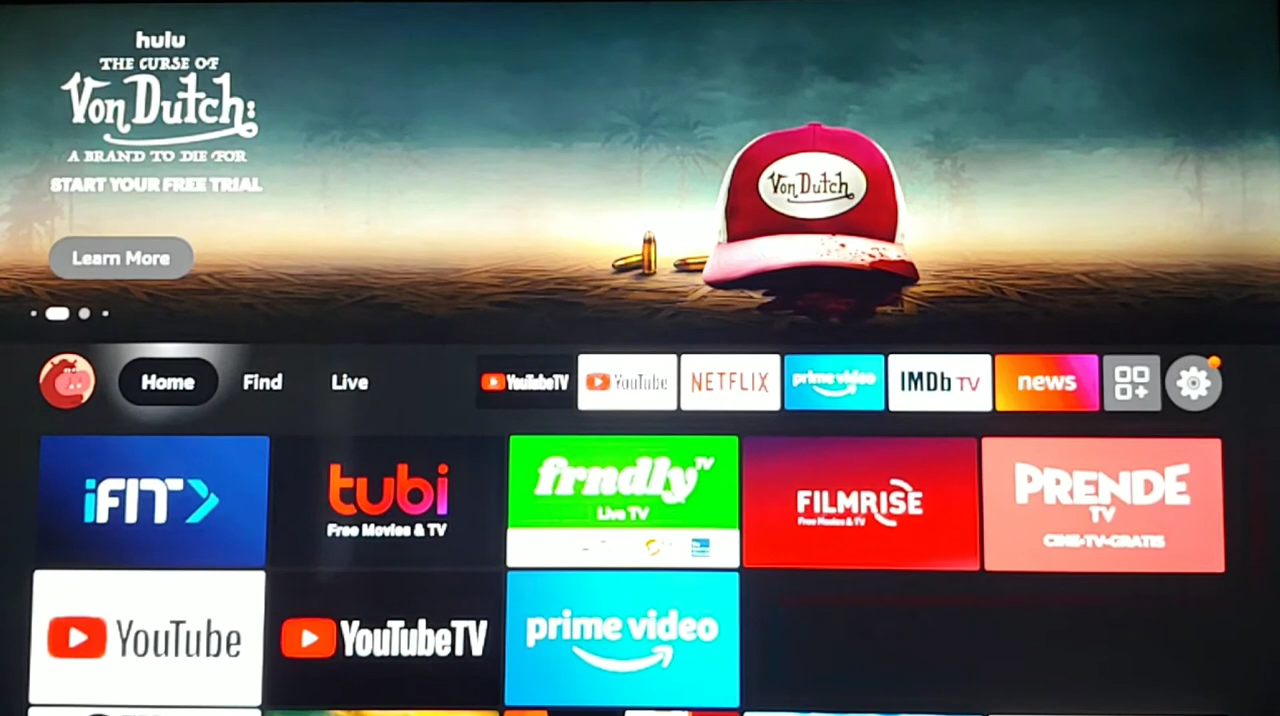 hulu
THE CURSE OF
Von Dutch:
A BRAND TO DIE FOR
START YOUR FREE TRIAL
Von Dutch
Learn More
Home Find Live YouTubeTV YouTube NETFLIX prime video IMDb TV news
iFIT tubi frndly TV FILMRISE PRENDE
TV
Free Movies & TV Live TV Free Movies & TV CINE•TV•GRATIS
YouTube YouTubeTV prime video